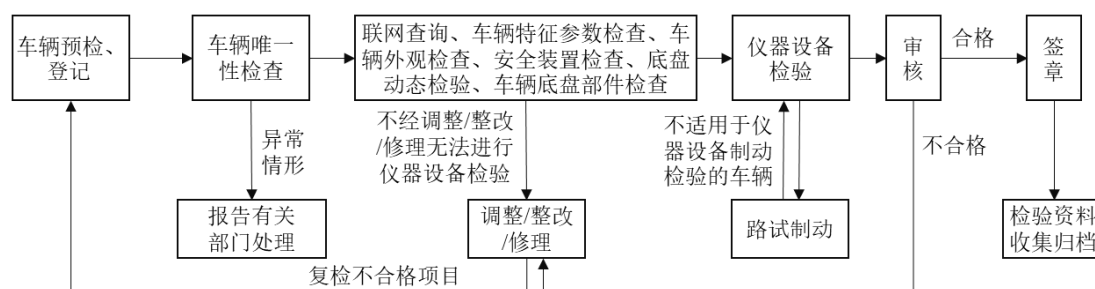 车辆预检、
登记
车辆唯一
性检查
联网查询、车辆特征参数检查、车
辆外观检查、安全装置检查、底盘
动态检验、车辆底盘部件检查
仪器设备
检验
审
核
合格
签
章
异常
情形
不经调整/整改
/修理无法进行
仪器设备检验
不适用于仪
器设备制动
检验的车辆
不合格
报告有关
部门处理
调整/整改
/修理
路试制动
检验资料
收集归档
复检不合格项目